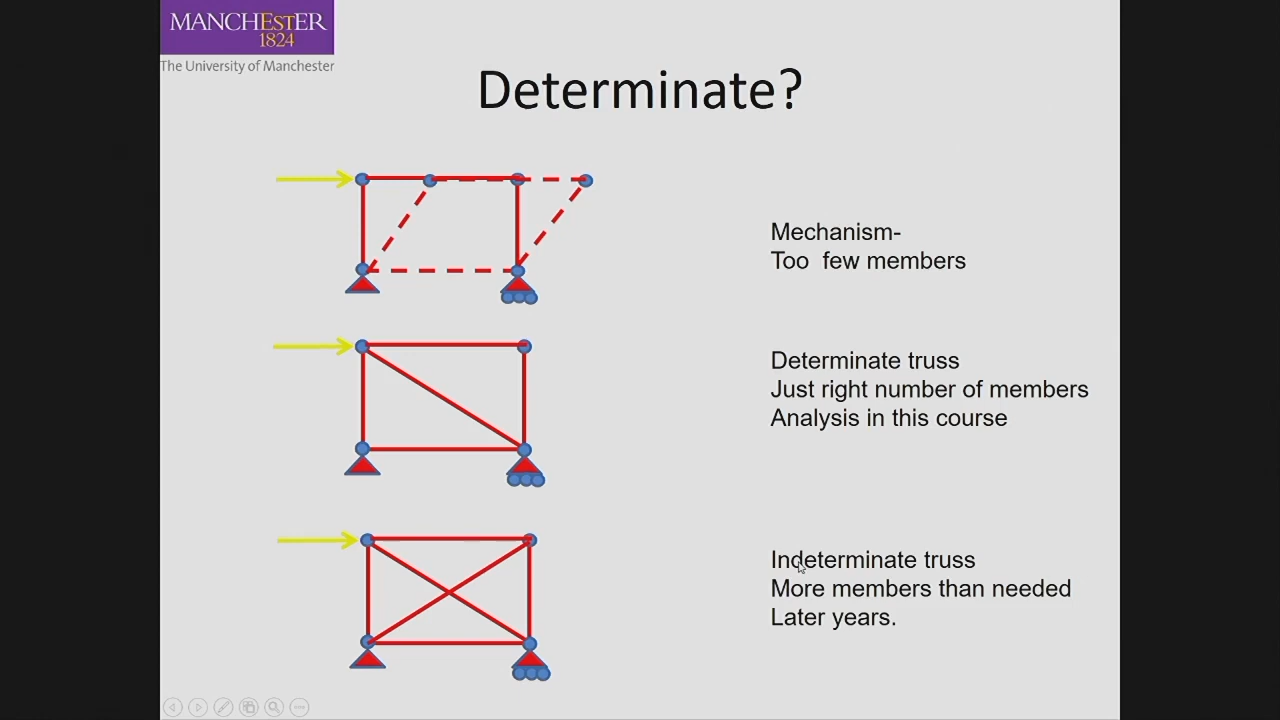 MANCHESTER
1824
The University of Manchester
Determinate?
Mechanism-
Too few members
Determinate truss
Just right number of members
Analysis in this course
Indeterminate truss
More members than needed
Later years.